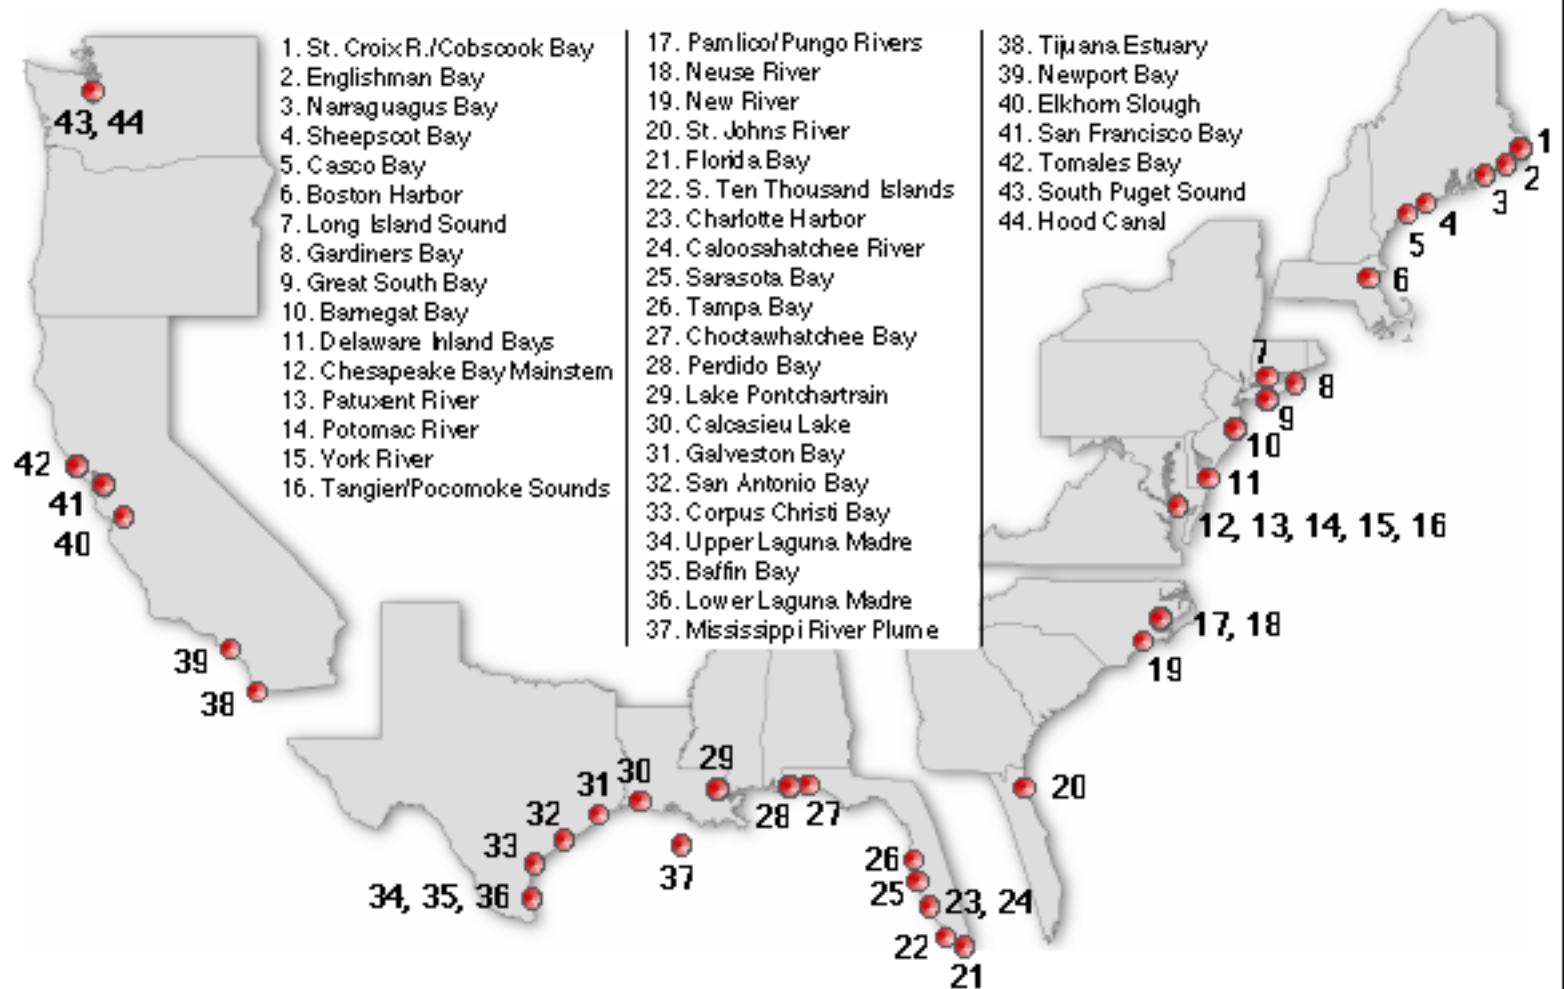 1. St. Croix R./Cobscook Bay
2. Englishman Bay
3. Narraguagus Bay
4. Sheepscot Bay
5. Casco Bay
6. Boston Harbor
7. Long Island Sound
8. Gardiners Bay
9. Great South Bay
10. Barnegat Bay
11. Delaware Inland Bays
12. Chesapeake Bay Mainstem
13. Patuxent River
14. Potomac River
15. York River
16. Tangier/Pocomoke Sounds
17. Pamlico/Pungo Rivers
18. Neuse River
19. New River
20. St. Johns River
21. Florida Bay
22. S. Ten Thousand Islands
23. Charlotte Harbor
24. Caloosahatchee River
25. Sarasota Bay
26. Tampa Bay
27. Choctawhatchee Bay
28. Perdido Bay
29. Lake Pontchartrain
30. Calcasieu Lake
31. Galveston Bay
32. San Antonio Bay
33. Corpus Christi Bay
34. Upper Laguna Madre
35. Baffin Bay
36. Lower Laguna Madre
37. Mississippi River Plume
38. Tijuana Estuary
39. Newport Bay
40. Elkhorn Slough
41. San Francisco Bay
42. Tomales Bay
43. South Puget Sound
44. Hood Canal
43, 44
42
41
40
39
38
1
2
3
4
5
6
7
8
9
10
11
12, 13, 14, 15, 16
17, 18
19
20
29
30
31
32
33
34, 35, 36
37
28
27
26
25
23, 24
22
21